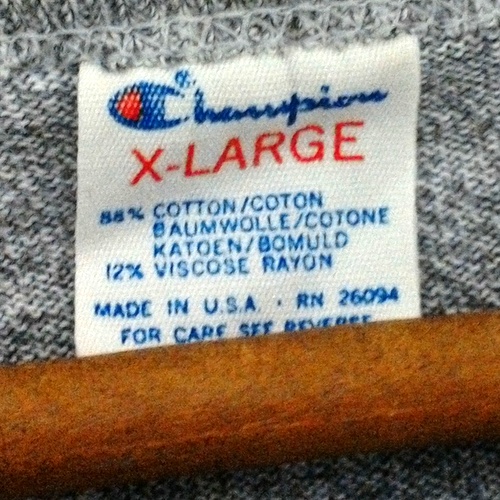 Champion
X-LARGE
88% COTTON/COTON
BAUMWOLLE/COTONE
KATOEN/BOMULD
12% VISCOSE RAYON
MADE IN U.S.A. · RN 26094
FOR CARE SEE REVERSE